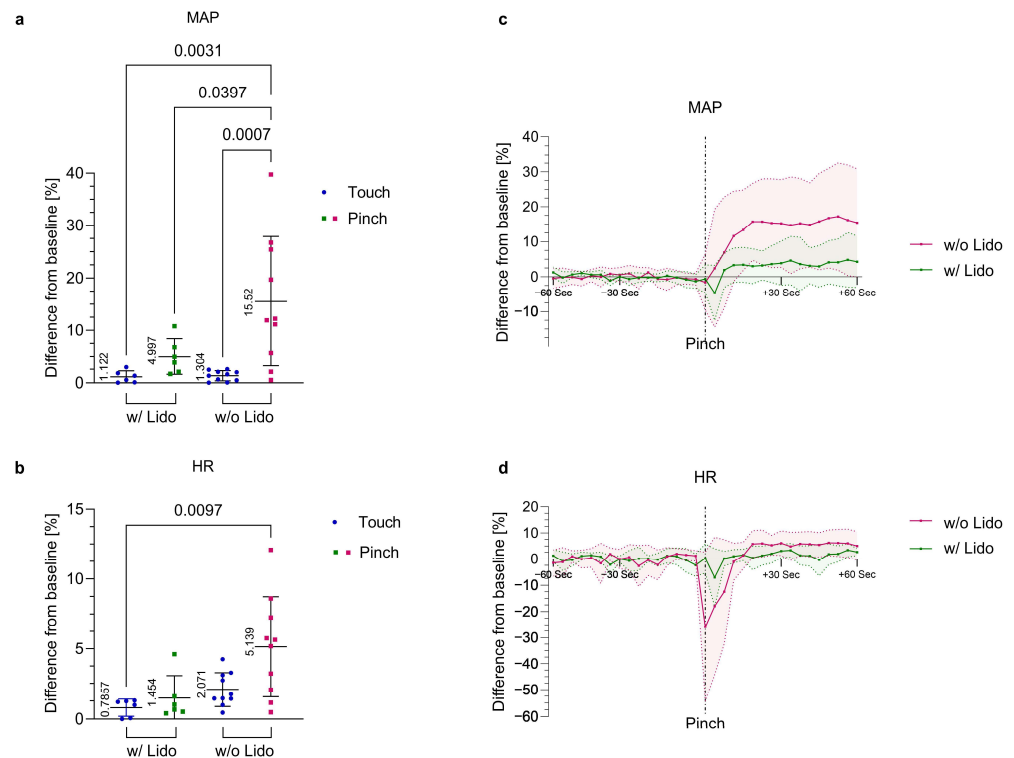 a
MAP
0.0031
0.0397
0.0007
Difference from baseline [%]
40
30
20
10
0
1.122
4.997
1.304
15.52
Touch
Pinch
w/ Lido
w/o Lido
c
MAP
Difference from baseline [%]
40
30
20
10
0
−10
−60 Sec
−30 Sec
+30 Sec
+60 Sec
Pinch
w/o Lido
w/ Lido
b
HR
0.0097
Difference from baseline [%]
15
10
5
0
0.7857
1.454
2.071
5.139
Touch
Pinch
w/ Lido
w/o Lido
d
HR
Difference from baseline [%]
20
10
0
−10
−20
−30
−40
−50
−60
−60 Sec
−30 Sec
+30 Sec
+60 Sec
Pinch
w/o Lido
w/ Lido